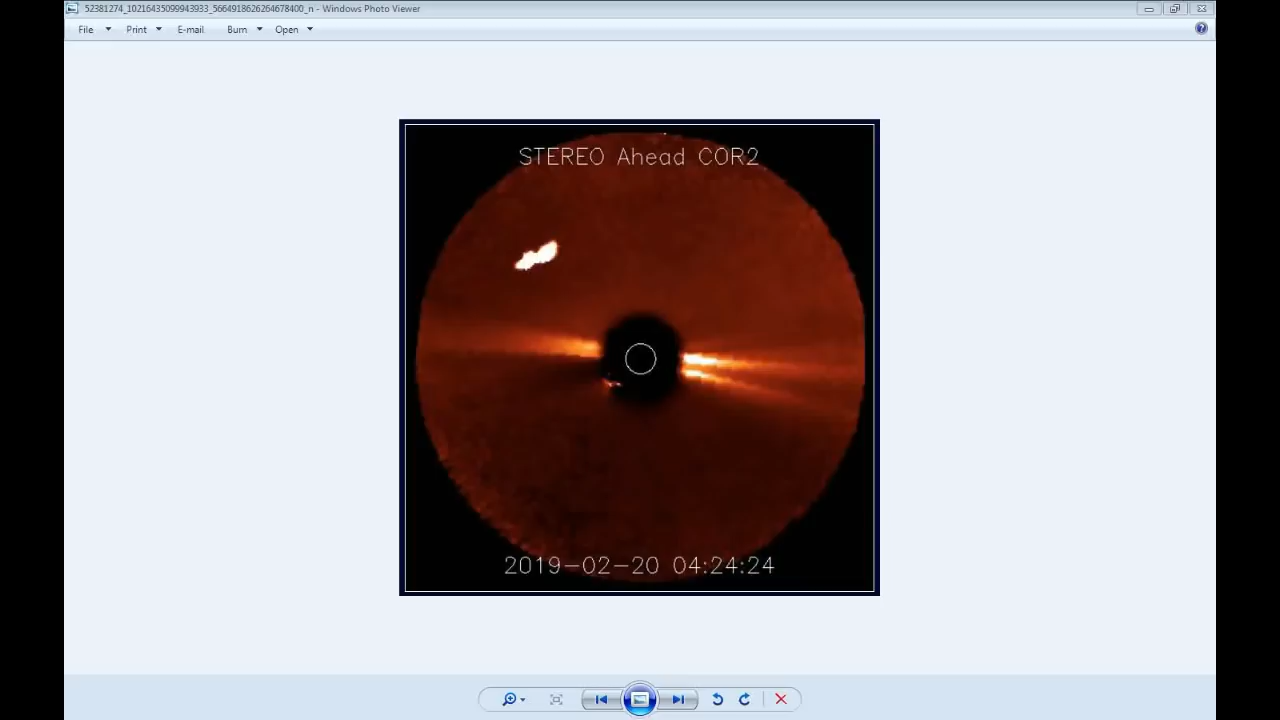 52381274_10216435099943933_5664918626264678400_n - Windows Photo Viewer
File Print E-mail Burn Open
STEREO Ahead COR2
2019-02-20 04:24:24